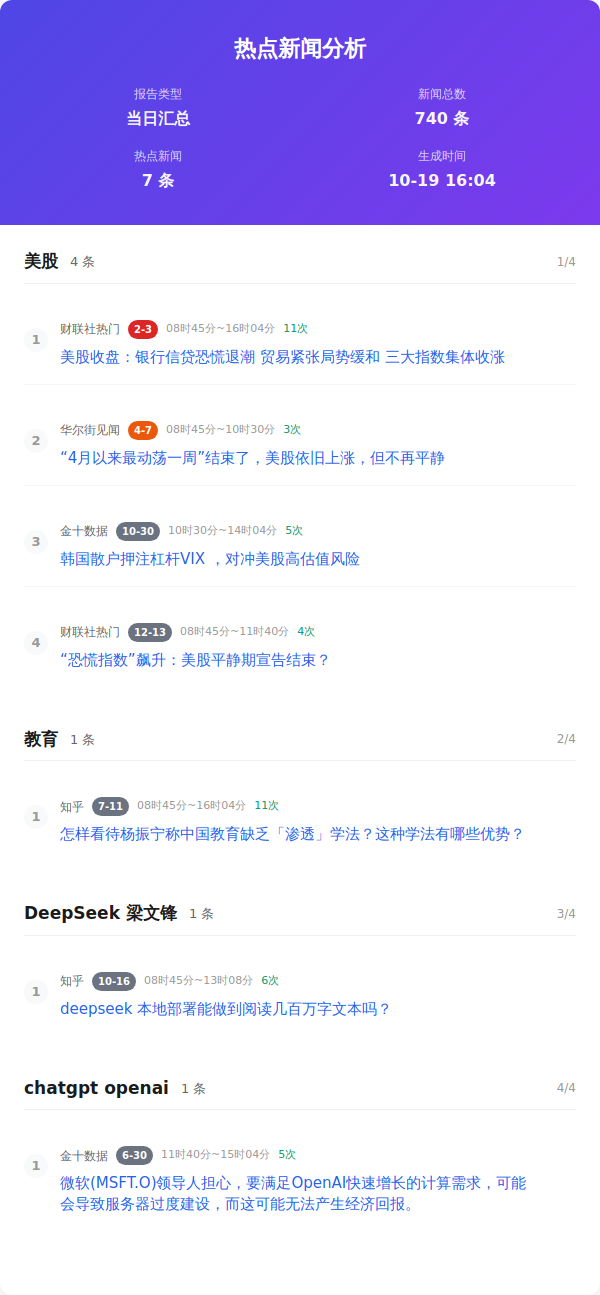 热点新闻分析
报告类型
新闻总数
当日汇总
740 条
热点新闻
生成时间
7 条
10-19 16:04
美股 4 条 1/4
1
财联社热门 2-3 08时45分~16时04分 11次
美股收盘：银行信贷恐慌退潮 贸易紧张局势缓和 三大指数集体收涨
2
华尔街见闻 4-7 08时45分~10时30分 3次
“4月以来最动荡一周”结束了，美股依旧上涨，但不再平静
3
金十数据 10-30 10时30分~14时04分 5次
韩国散户押注杠杆VIX ，对冲美股高估值风险
4
财联社热门 12-13 08时45分~11时40分 4次
“恐慌指数”飙升：美股平静期宣告结束？
教育 1 条 2/4
1
知乎 7-11 08时45分~16时04分 11次
怎样看待杨振宁称中国教育缺乏「渗透」学法？这种学法有哪些优势？
DeepSeek 梁文锋 1 条 3/4
1
知乎 10-16 08时45分~13时08分 6次
deepseek 本地部署能做到阅读几百万字文本吗？
chatgpt openai 1 条 4/4
1
金十数据 6-30 11时40分~15时04分 5次
微软(MSFT.O)领导人担心，要满足OpenAI快速增长的计算需求，可能
会导致服务器过度建设，而这可能无法产生经济回报。